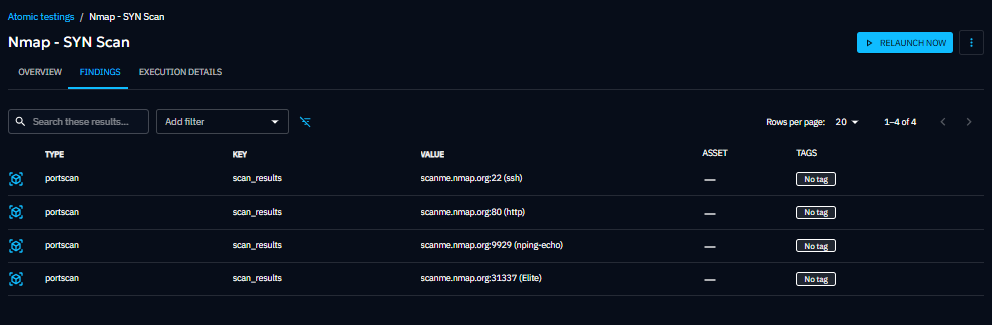 Atomic testings / Nmap - SYN Scan
Nmap - SYN Scan
RELAUNCH NOW
OVERVIEW FINDINGS EXECUTION DETAILS
Search these results... Add filter Rows per page: 20 1–4 of 4
TYPE KEY VALUE ASSET TAGS
portscan scan_results scanme.nmap.org:22 (ssh) — No tag
portscan scan_results scanme.nmap.org:80 (http) — No tag
portscan scan_results scanme.nmap.org:9929 (nping-echo) — No tag
portscan scan_results scanme.nmap.org:31337 (Elite) — No tag